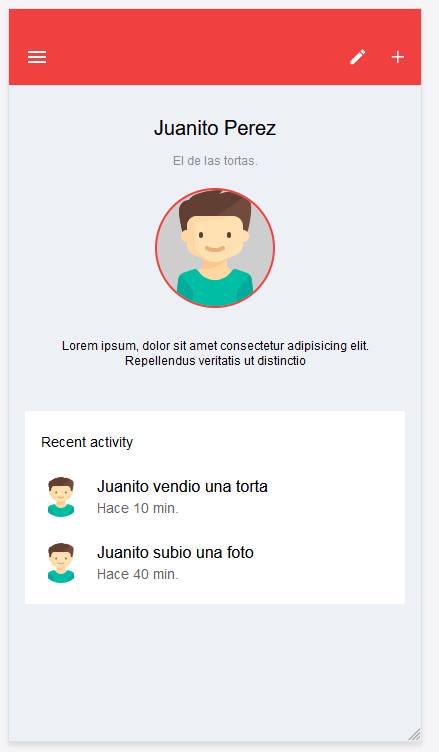 Juanito Perez
El de las tortas.
Lorem ipsum, dolor sit amet consectetur adipisicing elit.
Repellendus veritatis ut distinctio
Recent activity
Juanito vendio una torta
Hace 10 min.
Juanito subio una foto
Hace 40 min.